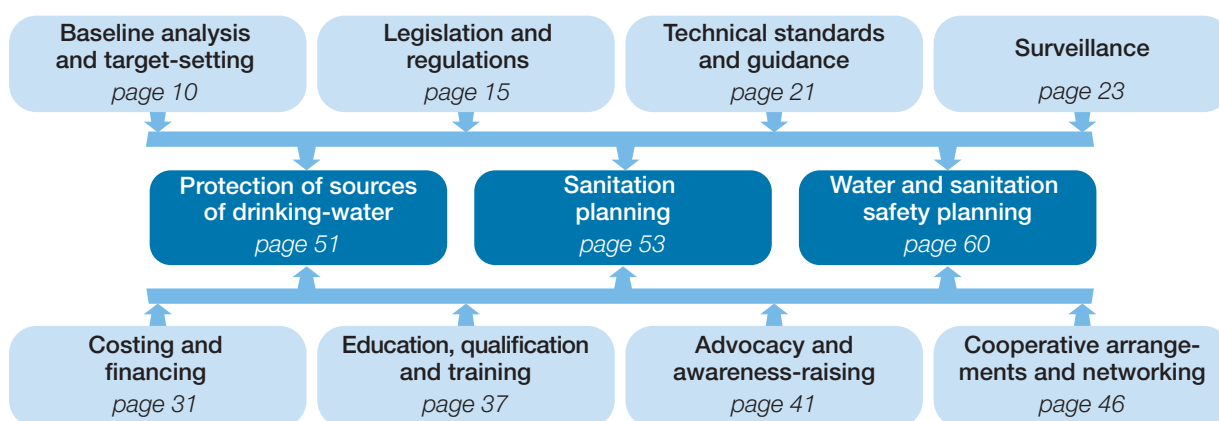 Baseline analysis
and target-setting
page 10
Legislation and
regulations
page 15
Technical standards
and guidance
page 21
Surveillance
page 23
Protection of sources
of drinking-water
page 51
Sanitation
planning
page 53
Water and sanitation
safety planning
page 60
Costing and
financing
page 31
Education, qualification
and training
page 37
Advocacy and
awareness-raising
page 41
Cooperative arrange-
ments and networking
page 46